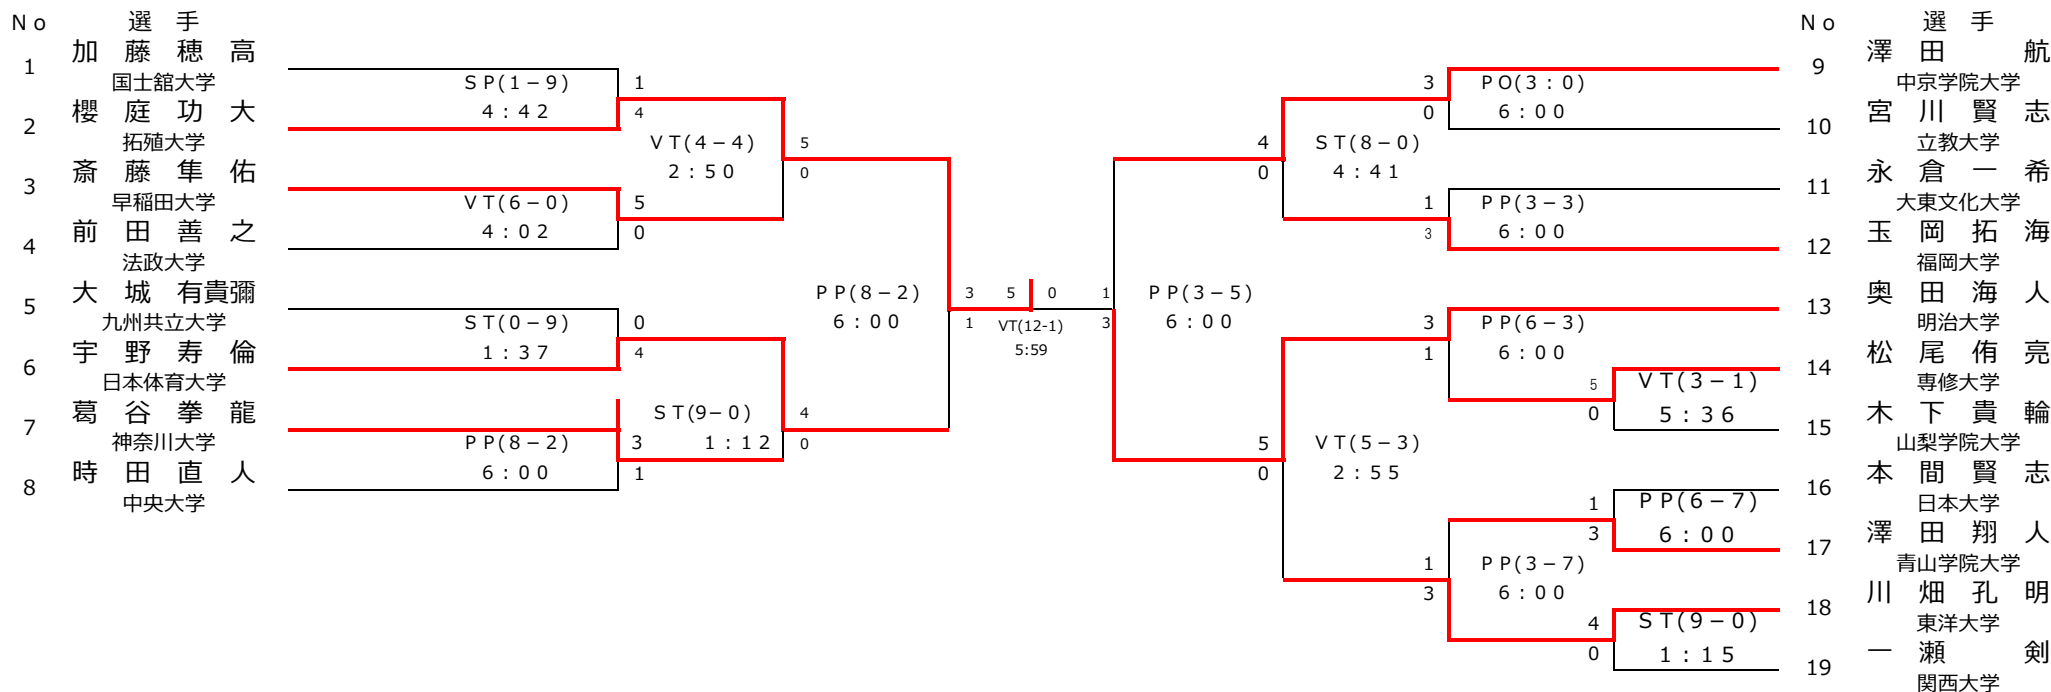 No 選 手
1 加 藤 穂 高
国士舘大学
2 櫻 庭 功 大
拓殖大学
3 斎 藤 隼 佑
早稲田大学
4 前 田 善 之
法政大学
5 大 城 有貴彌
九州共立大学
6 宇 野 寿 倫
日本体育大学
7 葛 谷 拳 龍
神奈川大学
8 時 田 直 人
中央大学
SP(1−9) 1
4:42 4
VT(6−0) 5
4:02 0
ST(0−9) 0
1:37 4
PP(8−2) 3
6:00 1
VT(4−4) 5
2:50 0
ST(9−0) 4
1:12 0
PP(8−2) 3
6:00 1
5 0
VT(12-1)
5:59
1 PP(3−5)
3 6:00
4 ST(8−0)
0 4:41
5 VT(5−3)
0 2:55
3 PO(3:0)
0 6:00
1 PP(3−3)
3 6:00
3 PP(6−3)
1 6:00
1 PP(3−7)
3 6:00
5 VT(3−1)
0 5:36
1 PP(6−7)
3 6:00
4 ST(9−0)
0 1:15
No 選 手
9 澤 田 航
中京学院大学
10 宮 川 賢 志
立教大学
11 永 倉 一 希
大東文化大学
12 玉 岡 拓 海
福岡大学
13 奥 田 海 人
明治大学
14 松 尾 侑 亮
専修大学
15 木 下 貴 輪
山梨学院大学
16 本 間 賢 志
日本大学
17 澤 田 翔 人
青山学院大学
18 川 畑 孔 明
東洋大学
19 一 瀬 剣
関西大学